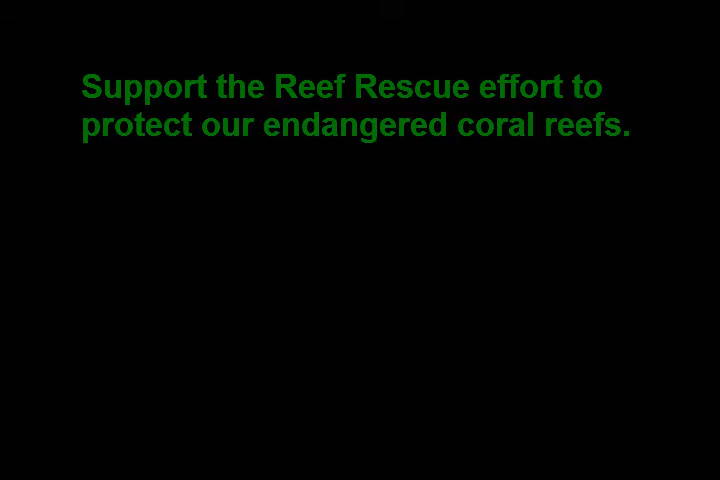 Support the Reef Rescue effort to
protect our endangered coral reefs.